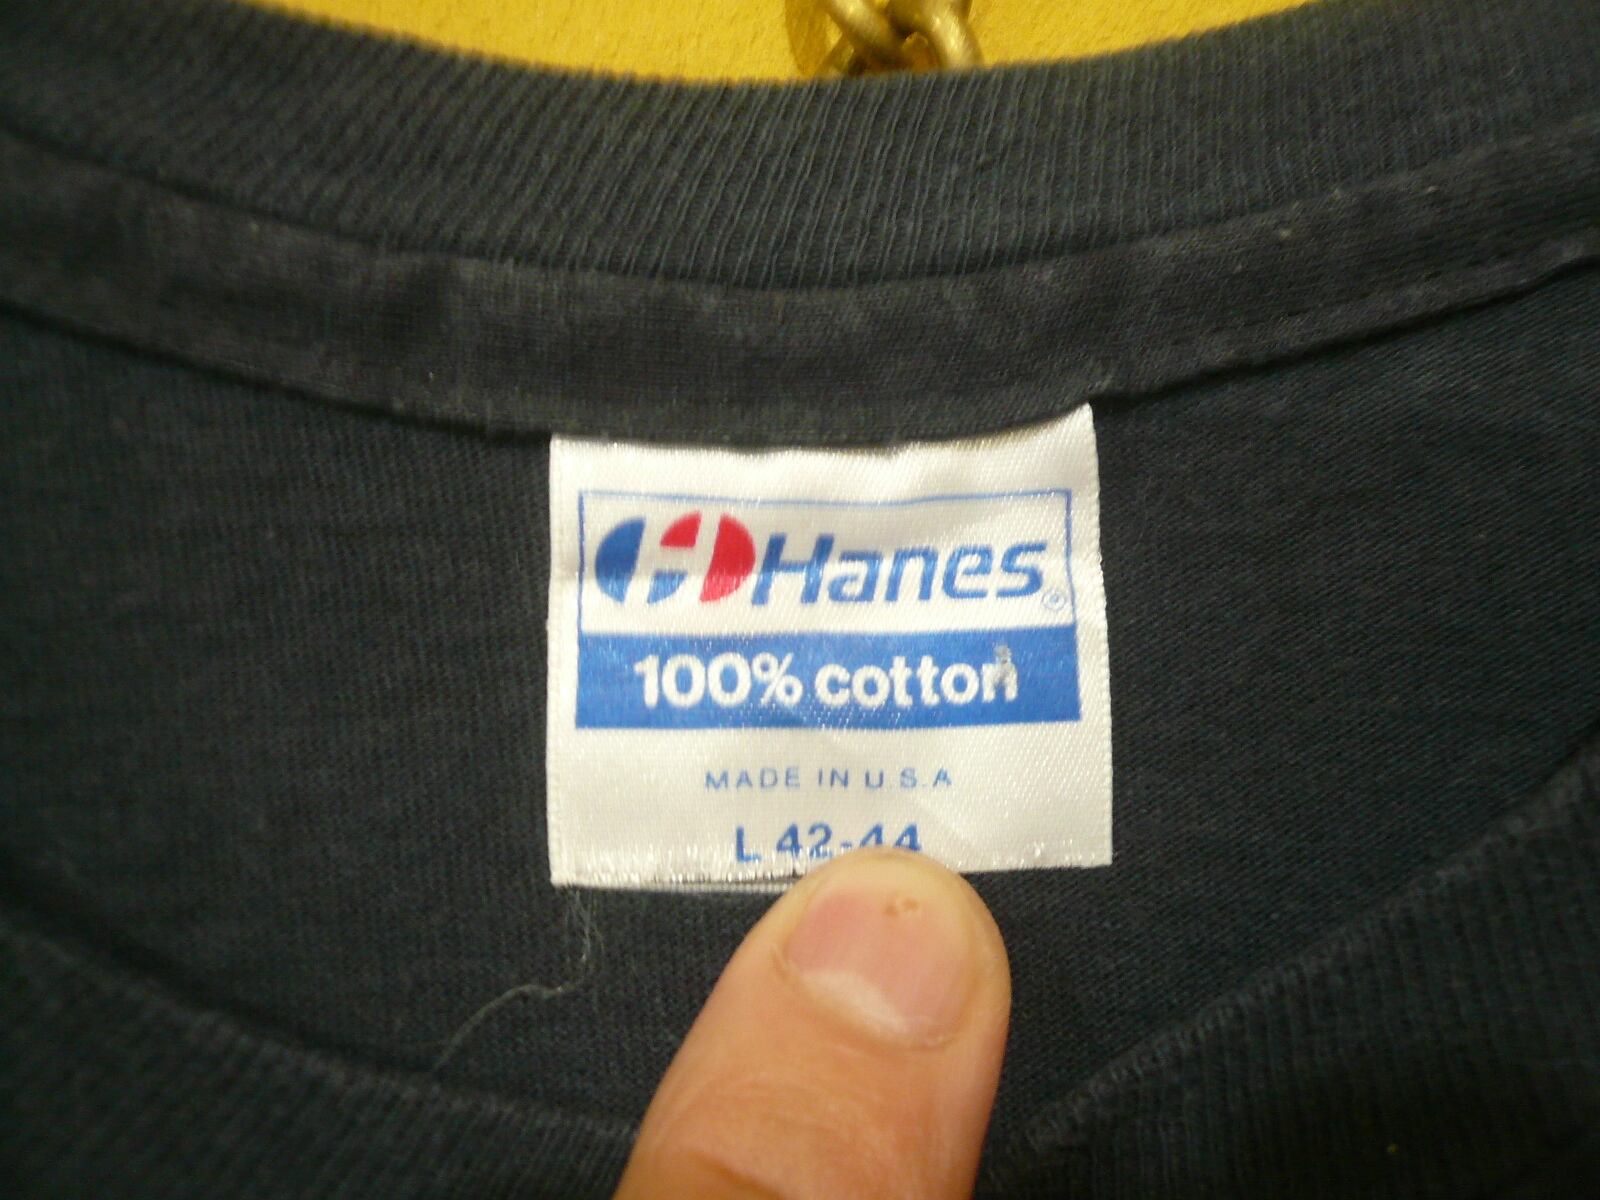 Hanes®
100% cotton
MADE IN U.S.A
L 42-44